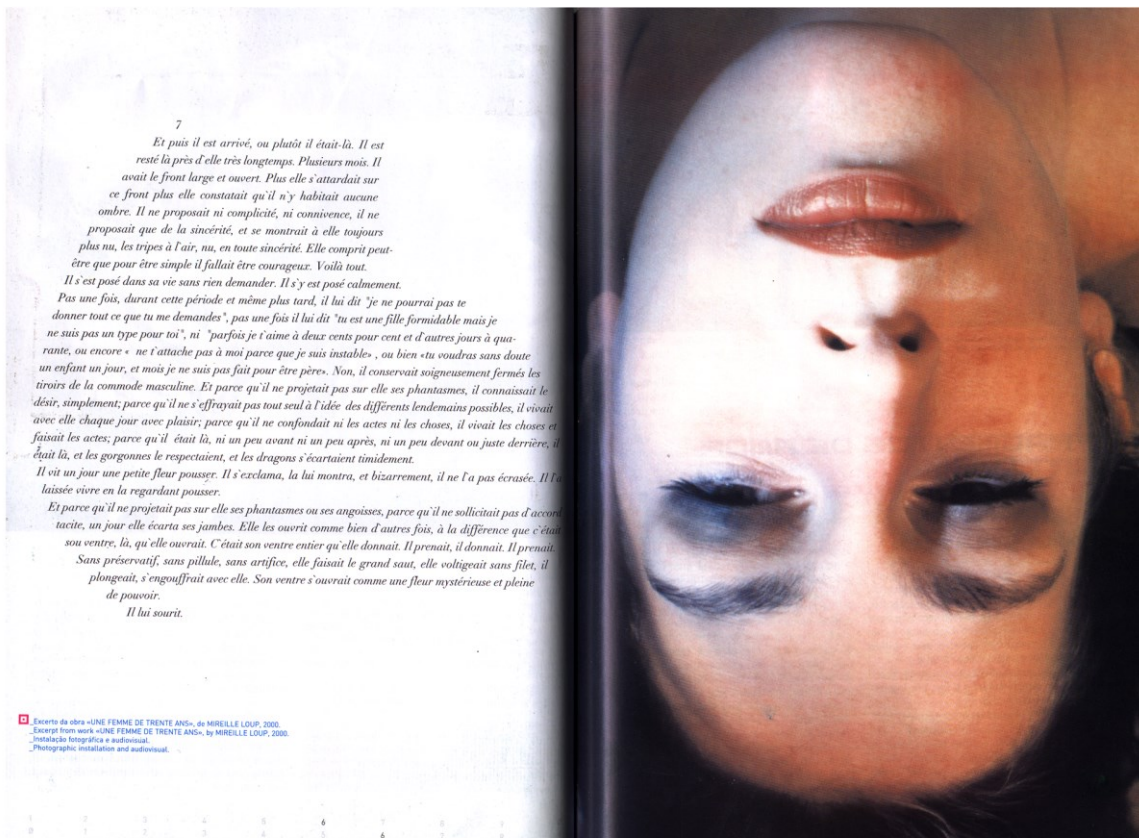 7
Et puis il est arrivé, ou plutôt il était-là. Il est
resté là près d'elle très longtemps. Plusieurs mois. Il
avait le front large et ouvert. Plus elle s'attardait sur
ce front plus elle constatait qu'il n'y habitait aucune
ombre. Il ne proposait ni complicité, ni connivence, il ne
proposait que de la sincérité, et se montrait à elle toujours
plus nu, les tripes à l'air, nu, en toute sincérité. Elle comprit peut-
être que pour être simple il fallait être courageux. Voilà tout.
Il s'est posé dans sa vie sans rien demander. Il s'y est posé calmement.
Pas une fois, durant cette période et même plus tard, il lui dit "je ne pourrai pas te
donner tout ce que tu me demandes", pas une fois il lui dit "tu est une fille formidable mais je
ne suis pas un type pour toi", ni "parfois je t'aime à deux cents pour cent et d'autres jours à qua-
rante, ou encore « ne t'attache pas à moi parce que je suis instable» , ou bien «tu voudras sans doute
un enfant un jour, et mois je ne suis pas fait pour être père». Non, il conservait soigneusement fermés les
tiroirs de la commode masculine. Et parce qu'il ne projetait pas sur elle ses phantasmes, il connaissait le
désir, simplement; parce qu'il ne s'effrayait pas tout seul à l'idée des différents lendemains possibles, il vivait
avec elle chaque jour avec plaisir; parce qu'il ne confondait ni les actes ni les choses, il vivait les choses et
faisait les actes; parce qu'il était là, ni un peu avant ni un peu après, ni un peu devant ou juste derrière, il
était là, et les gorgonnes le respectaient, et les dragons s'écartaient timidement.
Il vit un jour une petite fleur pousser. Il s'exclama, la lui montra, et bizarrement, il ne l'a pas écrasée. Il l'a
laissée vivre en la regardant pousser.
Et parce qu'il ne projetait pas sur elle ses phantasmes ou ses angoisses, parce qu'il ne sollicitait pas d'accord
tacite, un jour elle écarta ses jambes. Elle les ouvrit comme bien d'autres fois, à la différence que c'était
sou ventre, là, qu'elle ouvrait. C'était son ventre entier qu'elle donnait. Il prenait, il donnait. Il prenait.
Sans préservatif, sans pillule, sans artifice, elle faisait le grand saut, elle voltigeait sans filet, il
plongeait, s'engouffrait avec elle. Son ventre s'ouvrait comme une fleur mystérieuse et pleine
de pouvoir.
Il lui sourit.
_Excerto da obra «UNE FEMME DE TRENTE ANS», de MIREILLE LOUP, 2000.
_Excerpt from work «UNE FEMME DE TRENTE ANS», by MIREILLE LOUP, 2000.
_Instalação fotográfica e audiovisual.
_Photographic installation and audiovisual.
6
6